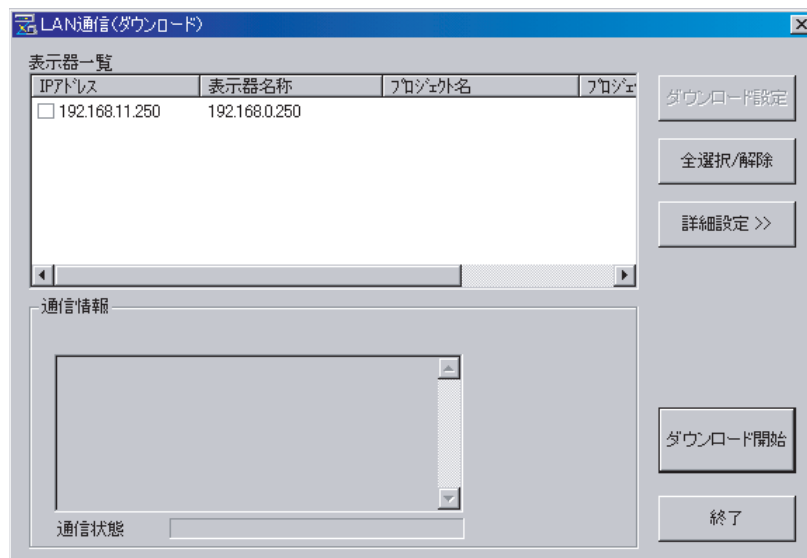 LAN通信(ダウンロード)
表示器一覧
IPアドレス 表示器名称 プロジェクト名 プロジェ
192.168.11.250 192.168.0.250
ダウンロード設定
全選択/解除
詳細設定 >>
通信情報
通信状態
ダウンロード開始
終了